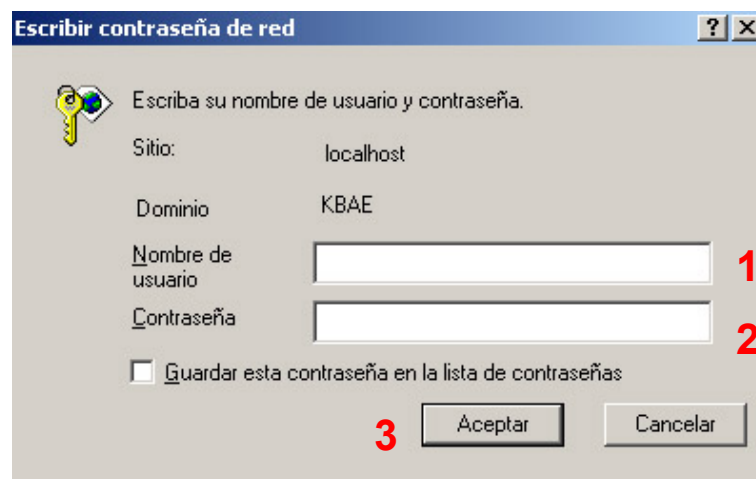 Escribir contraseña de red
Escriba su nombre de usuario y contraseña.
Sitio: localhost
Dominio KBAE
Nombre de
usuario
1
Contraseña
2
Guardar esta contraseña en la lista de contraseñas
3 Aceptar Cancelar